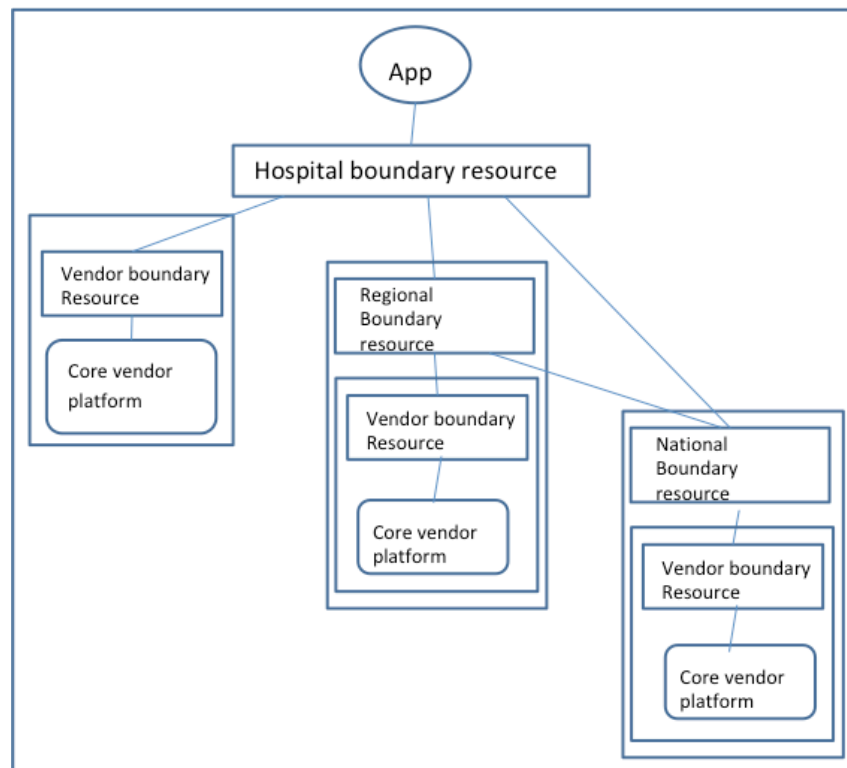 App
Hospital boundary resource
Vendor boundary
Resource
Core vendor
platform
Regional
Boundary
resource
Vendor boundary
Resource
Core vendor
platform
National
Boundary
resource
Vendor boundary
Resource
Core vendor
platform